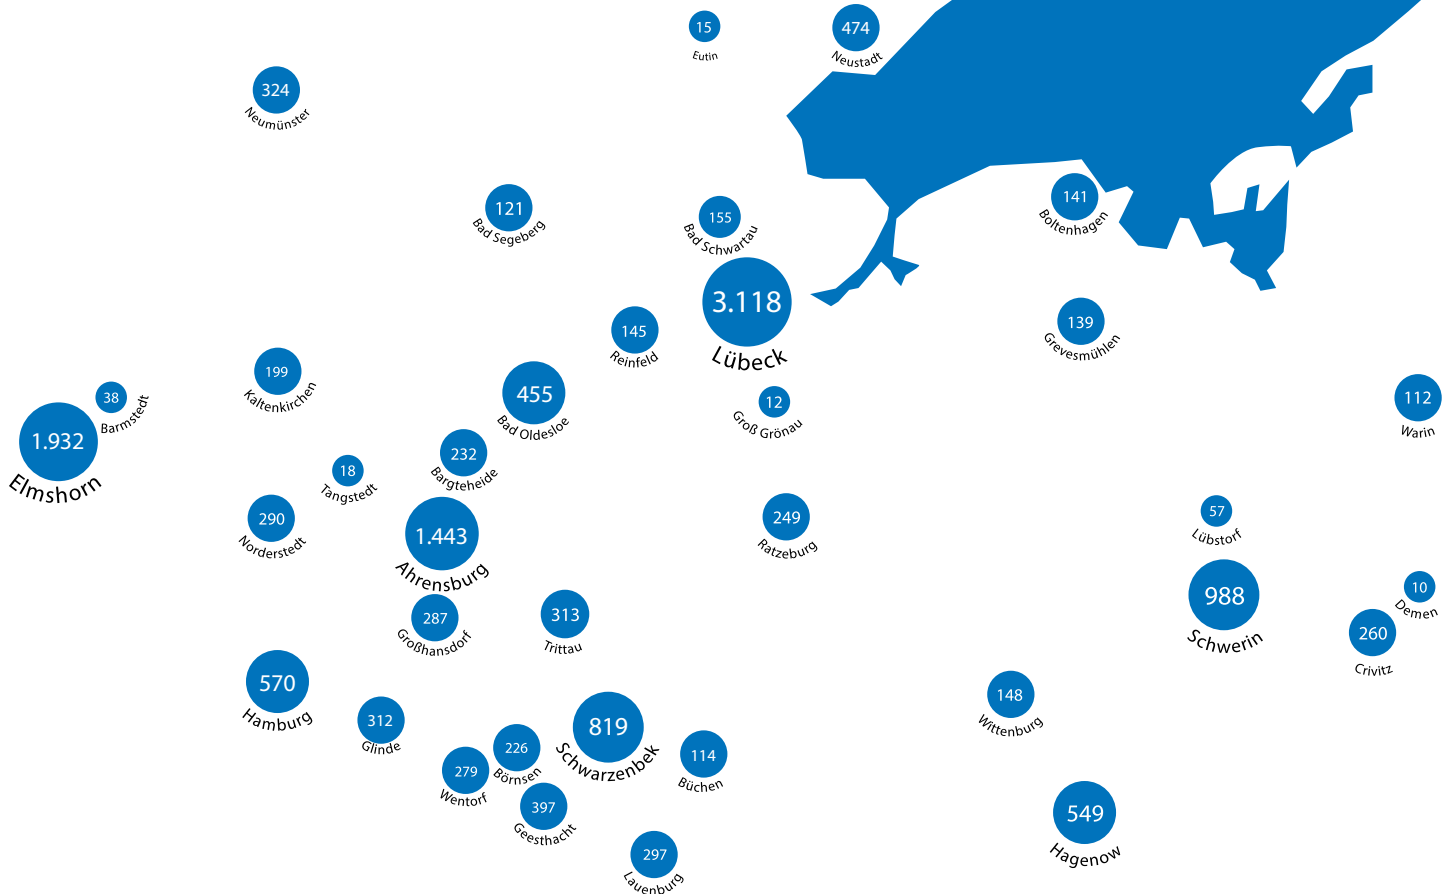 15
Eutin
474
Neustadt
324
Neumünster
121
Bad Segeberg
155
Bad Schwartau
141
Boltenhagen
3.118
Lübeck
145
Reinfeld
139
Grevesmühlen
199
Kaltenkirchen
38
Barmstedt
1.932
Elmshorn
455
Bad Oldesloe
12
Groß Grönau
112
Warin
232
Bargteheide
18
Tangstedt
290
Norderstedt
1.443
Ahrensburg
249
Ratzeburg
57
Lübstorf
988
Schwerin
10
Demen
260
Crivitz
287
Großhansdorf
313
Trittau
570
Hamburg
312
Glinde
819
Schwarzenbek
148
Wittenburg
226
Börnsen
279
Wentorf
114
Büchen
397
Geesthacht
549
Hagenow
297
Lauenburg